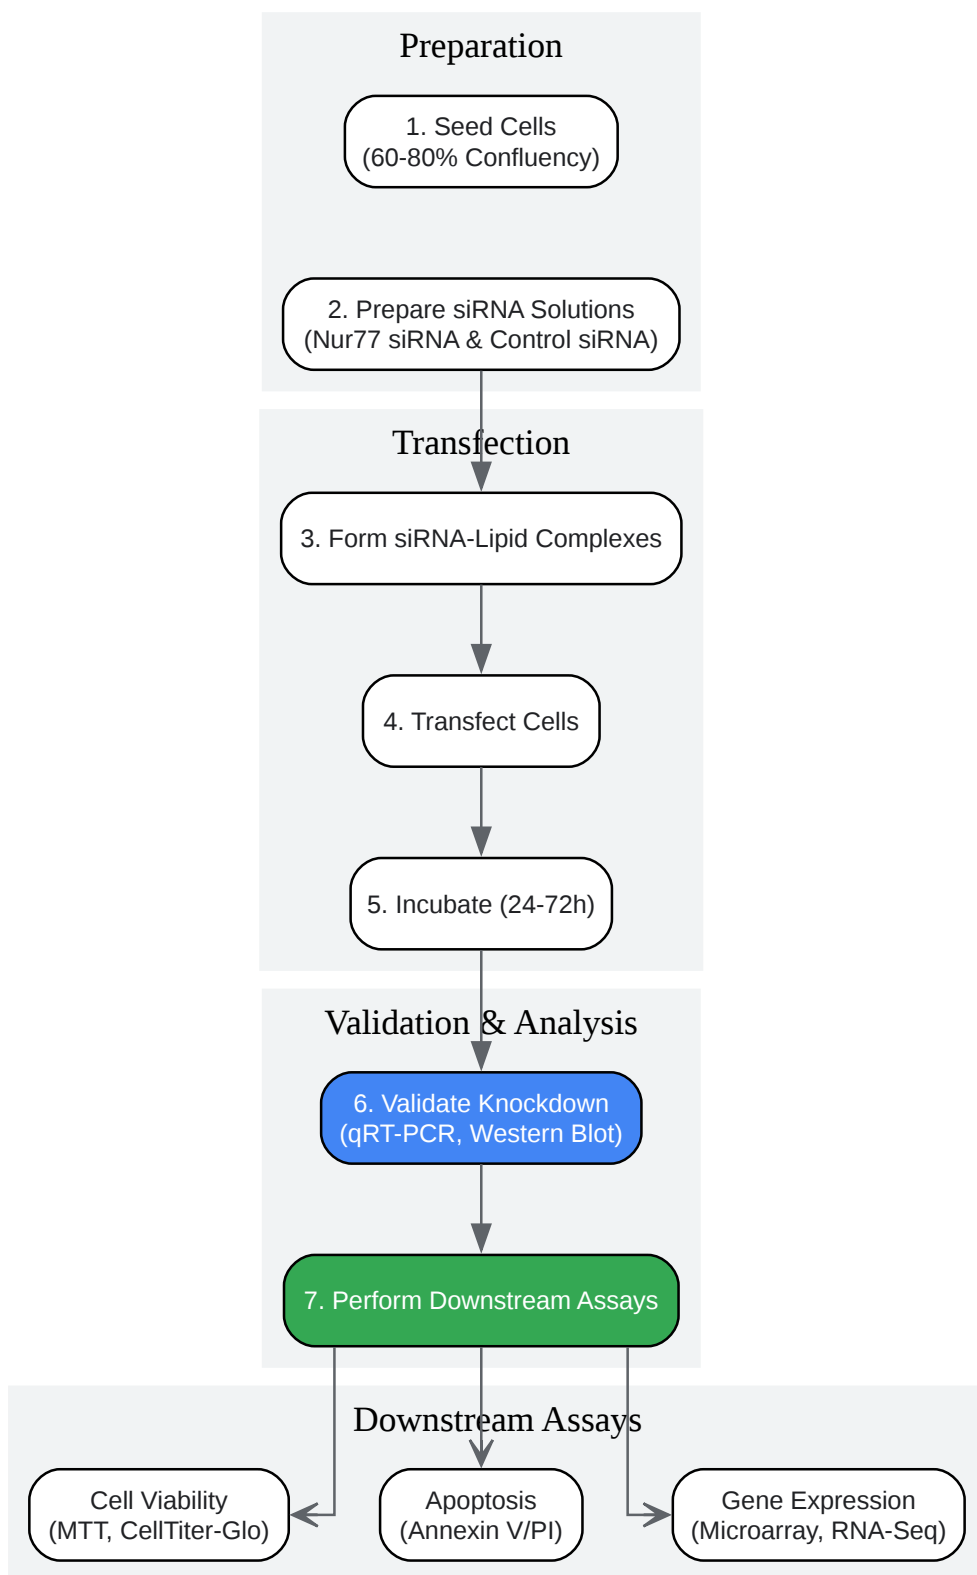 Preparation
1. Seed Cells
(60-80% Confluency)
2. Prepare siRNA Solutions
(Nur77 siRNA & Control siRNA)
Transfection
3. Form siRNA-Lipid Complexes
4. Transfect Cells
5. Incubate (24-72h)
Validation & Analysis
6. Validate Knockdown
(qRT-PCR, Western Blot)
7. Perform Downstream Assays
Downstream Assays
Cell Viability
(MTT, CellTiter-Glo)
Apoptosis
(Annexin V/PI)
Gene Expression
(Microarray, RNA-Seq)